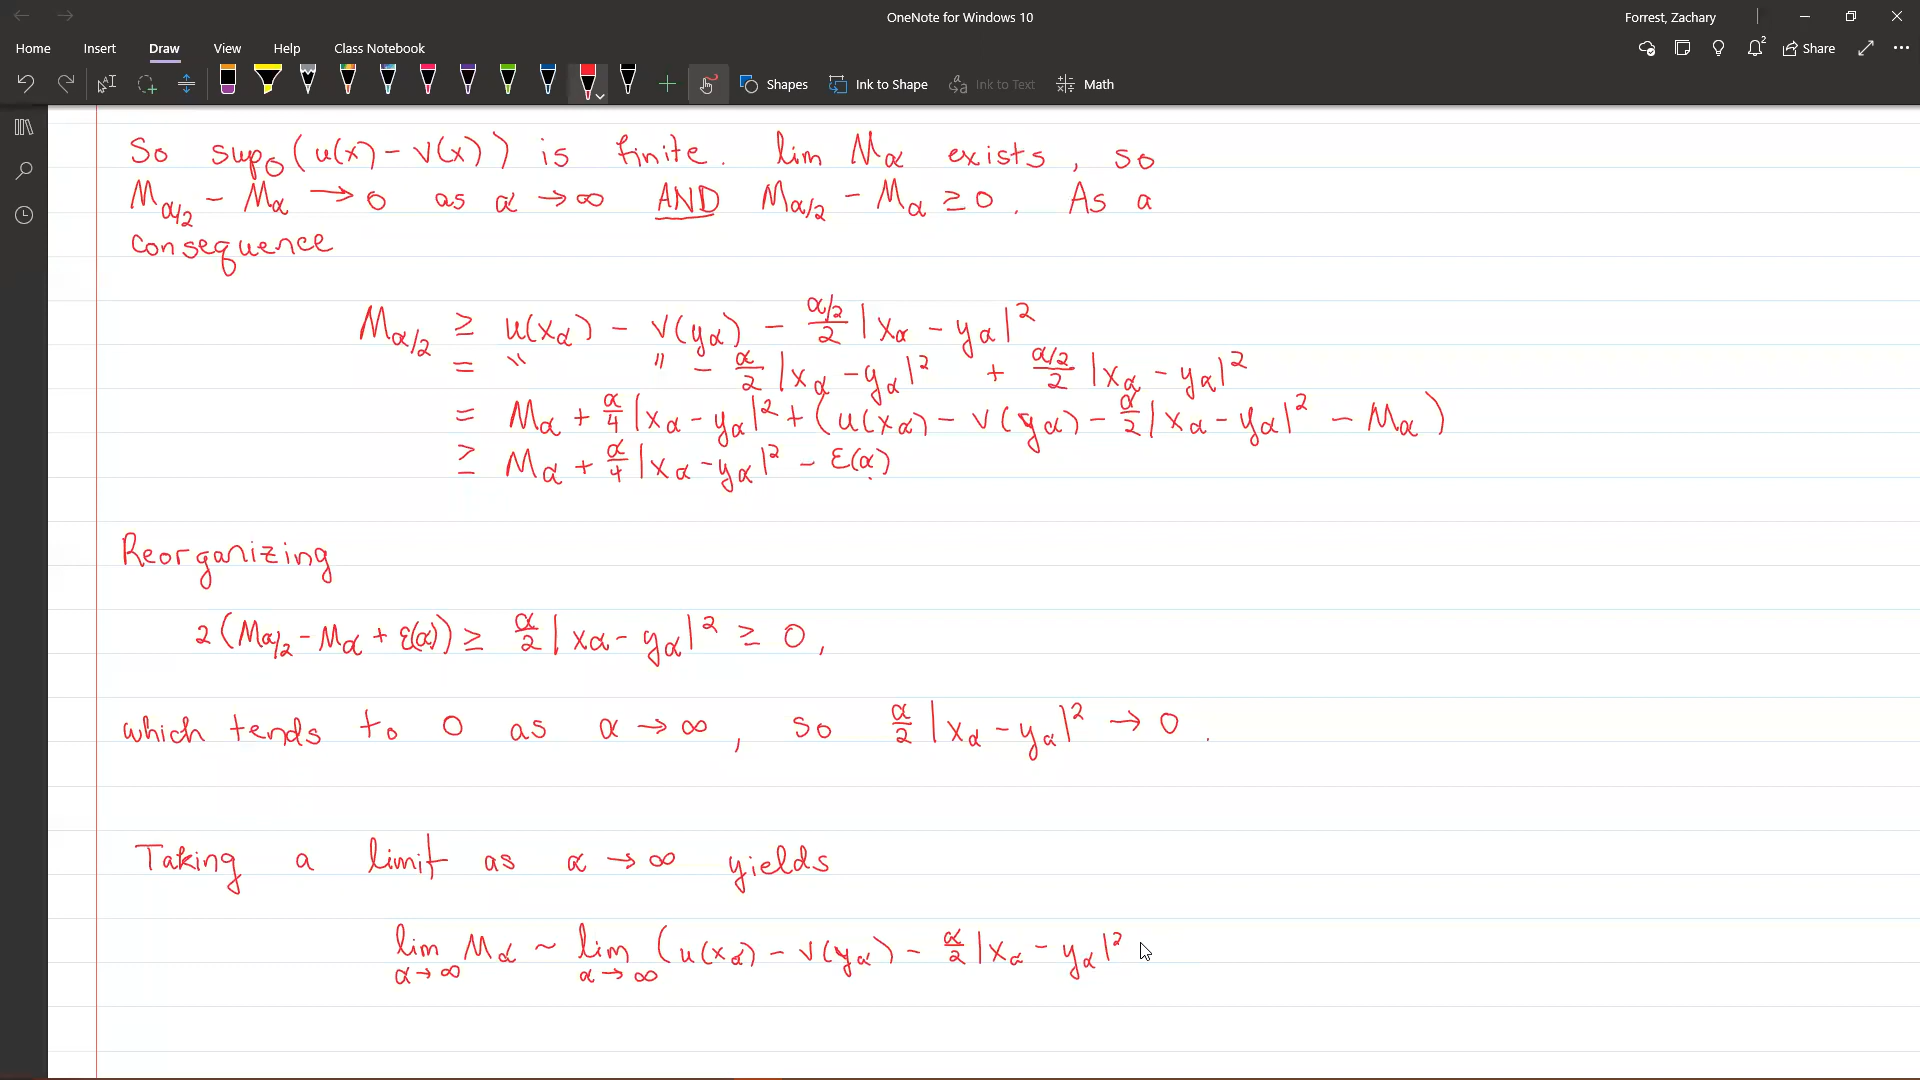 OneNote for Windows 10
Forrest, Zachary
Home Insert Draw View Help Class Notebook
2 Share
Shapes Ink to Shape Ink to Text Math
So sup_O (u(x) - v(x)) is finite. lim M_α exists, so
M_{α/2} - M_α → 0 as α → ∞ AND M_{α/2} - M_α ≥ 0. As a
consequence
M_{α/2} ≥ u(x_α) - v(y_α) - (α/2)/2 |x_α - y_α|^2
= " " - α/2 |x_α - y_α|^2 + (α/2)/2 |x_α - y_α|^2
= M_α + α/4 |x_α - y_α|^2 + (u(x_α) - v(y_α) - α/2 |x_α - y_α|^2 - M_α)
≥ M_α + α/4 |x_α - y_α|^2 - ε(α)
Reorganizing
2(M_{α/2} - M_α + ε(α)) ≥ α/2 |x_α - y_α|^2 ≥ 0,
which tends to 0 as α → ∞, so α/2 |x_α - y_α|^2 → 0.
Taking a limit as α → ∞ yields
lim_{α→∞} M_α ~ lim_{α→∞} (u(x_α) - v(y_α) - α/2 |x_α - y_α|^2